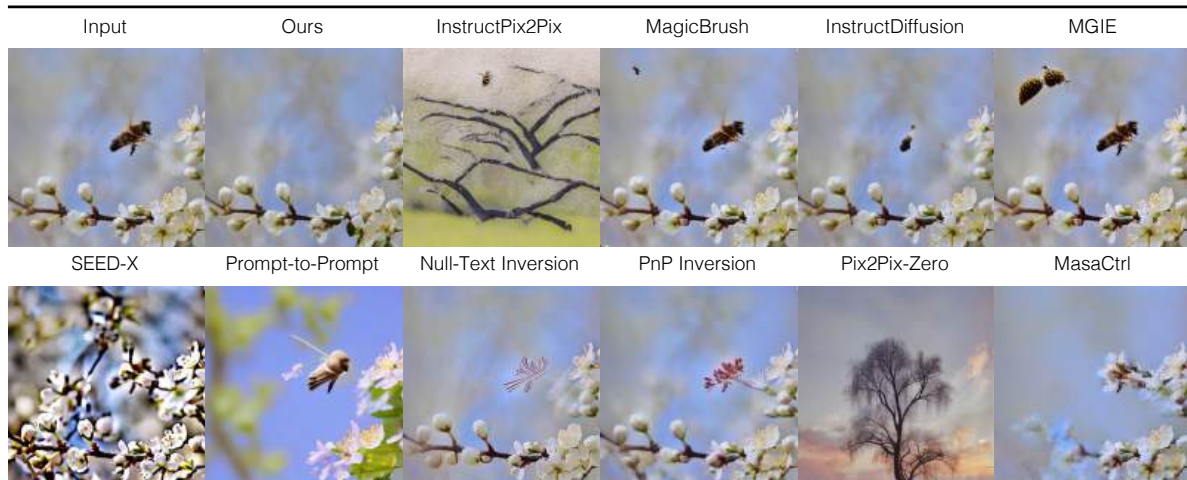 Input Ours InstructPix2Pix MagicBrush InstructDiffusion MGIE
SEED-X Prompt-to-Prompt Null-Text Inversion PnP Inversion Pix2Pix-Zero MasaCtrl